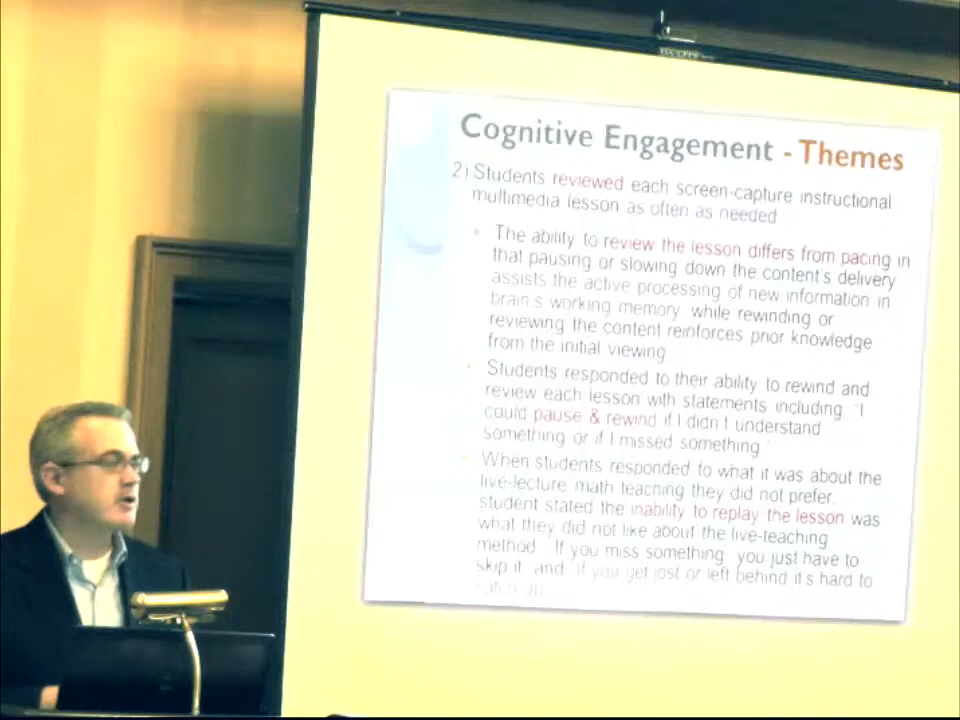 Cognitive Engagement - Themes
2) Students reviewed each screen-capture instructional
multimedia lesson as often as needed
The ability to review the lesson differs from pacing in
that pausing or slowing down the content's delivery
assists the active processing of new information in
brain's working memory while rewinding or
reviewing the content reinforces prior knowledge
from the initial viewing
Students responded to their ability to rewind and
review each lesson with statements including "I
could pause & rewind if I didn't understand
something or if I missed something"
When students responded to what it was about the
live-lecture math teaching they did not prefer,
student stated the inability to replay the lesson was
what they did not like about the live-teaching
method. If you miss something you just have to
skip it and "if you get lost or left behind it's hard to
catch up